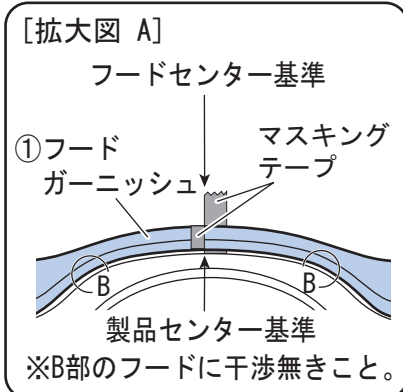 [拡大図 A]
フードセンター基準
①フード
ガーニッシュ
マスキング
テープ
B
B
製品センター基準
※B部のフードに干渉無きこと。